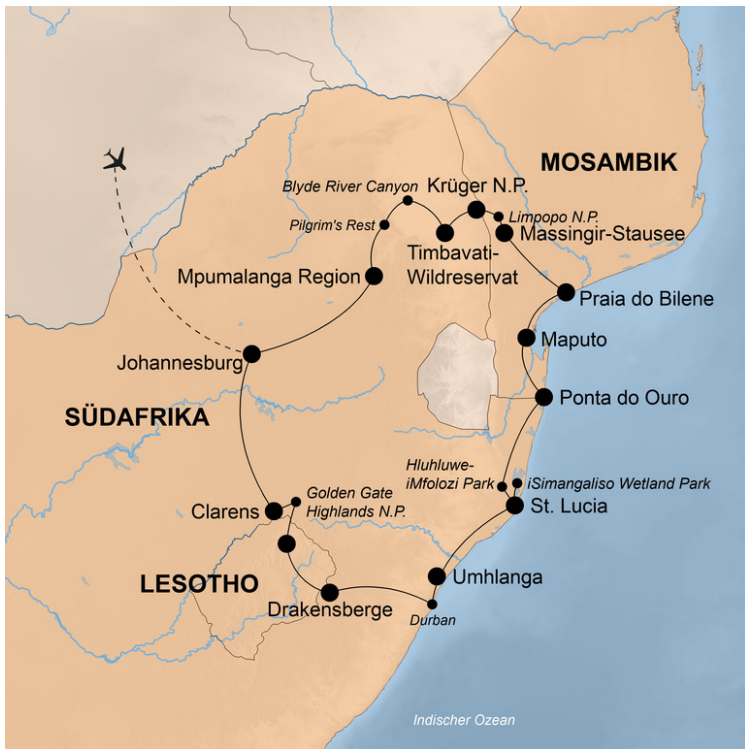 MOSAMBIK
Blyde River Canyon
Krüger N.P.
Pilgrim's Rest
Limpopo N.P.
Massingir-Stausee
Timbavati-
Wildreservat
Mpumalanga Region
Praia do Bilene
Maputo
Johannesburg
Ponta do Ouro
SÜDAFRIKA
Hluhluwe-
iMfolozi Park
iSimangaliso Wetland Park
St. Lucia
Golden Gate
Highlands N.P.
Clarens
LESOTHO
Umhlanga
Drakensberge
Durban
Indischer Ozean